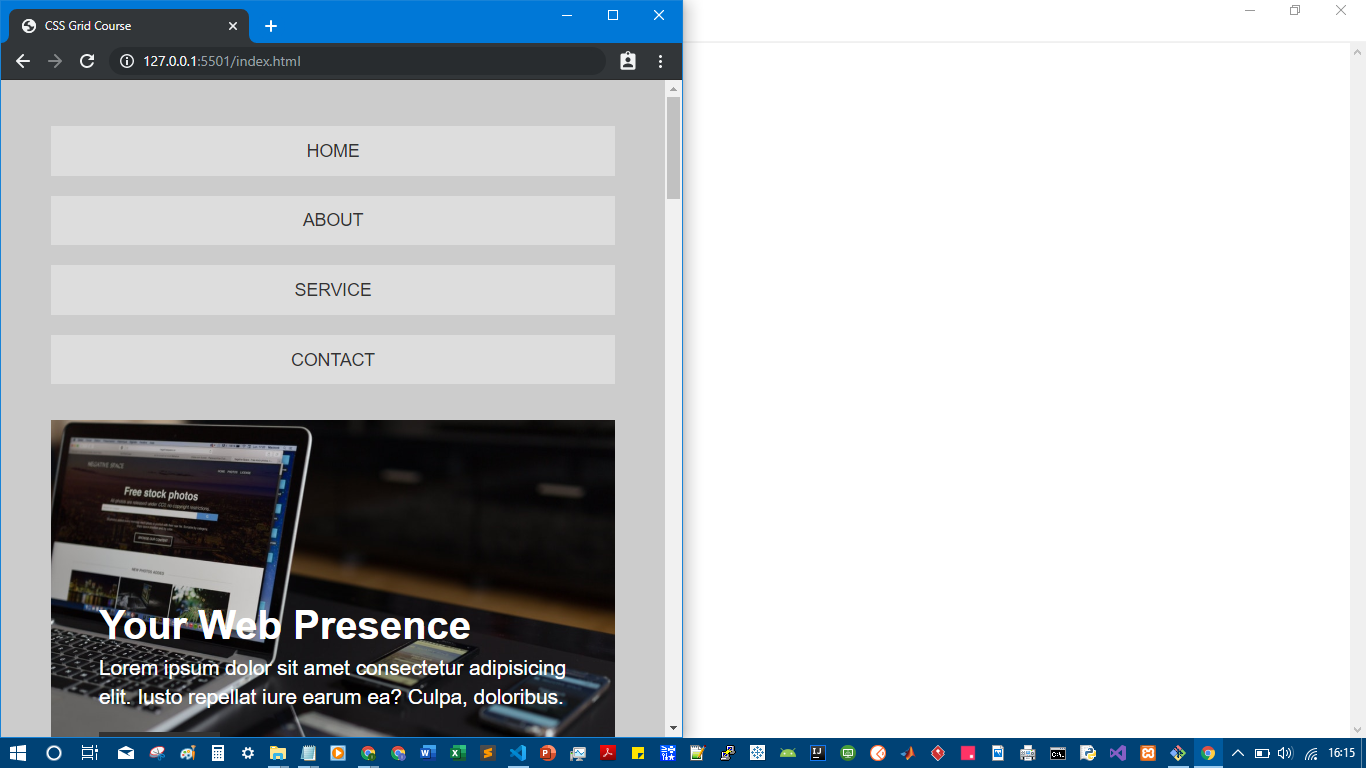 CSS Grid Course
127.0.0.1:5501/index.html
HOME
ABOUT
SERVICE
CONTACT
Free stock photos
Your Web Presence
Lorem ipsum dolor sit amet consectetur adipisicing
elit. Iusto repellat iure earum ea? Culpa, doloribus.
16:15